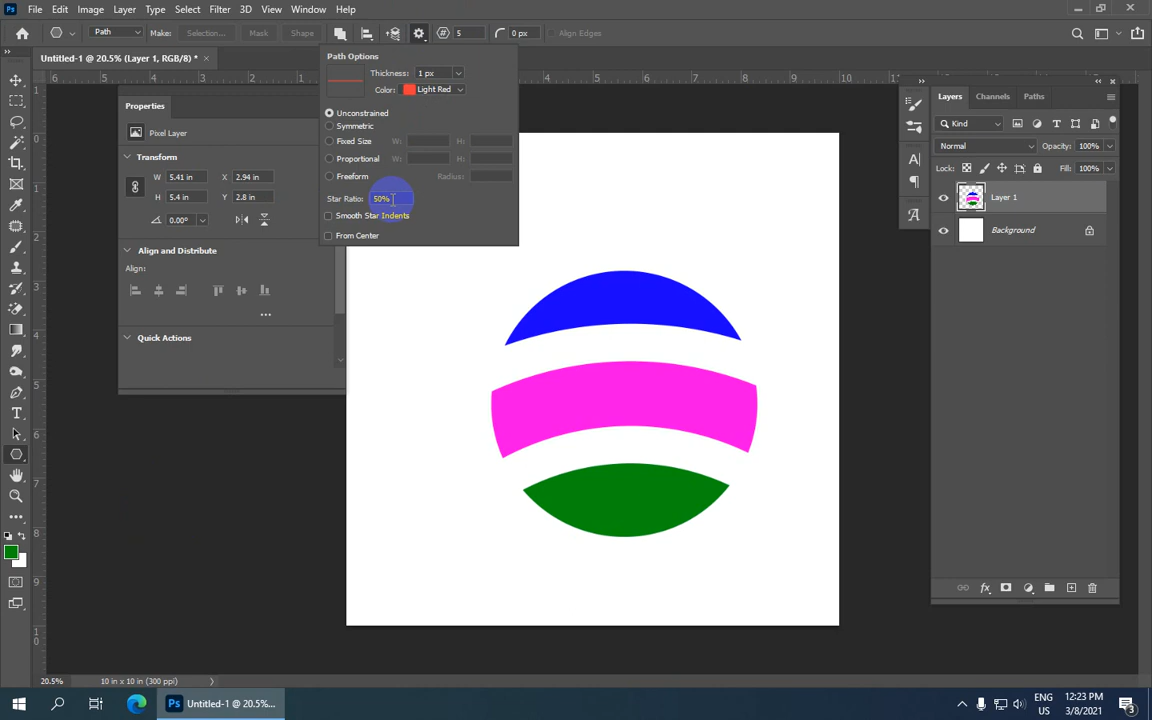 Ps File Edit Image Layer Type Select Filter 3D View Window Help
Path Make: Selection... Mask Shape 5 0 px Align Edges
Untitled-1 @ 20.5% (Layer 1, RGB/8) *
Path Options
Thickness: 1 px
Color: Light Red
Unconstrained
Symmetric
Fixed Size W: H:
Proportional W: H:
Freeform Radius:
Star Ratio: 50%
Smooth Star Indents
From Center
Properties
Pixel Layer
Transform
W 5.41 in X 2.94 in
H 5.4 in Y 2.8 in
0.00°
Align and Distribute
Align:
Quick Actions
Layers Channels Paths
Kind
Normal Opacity: 100%
Lock: Fill: 100%
Layer 1
Background
20.5% 10 in x 10 in (300 ppi)
Ps Untitled-1 @ 20.5%...
ENG
US
12:23 PM
3/8/2021